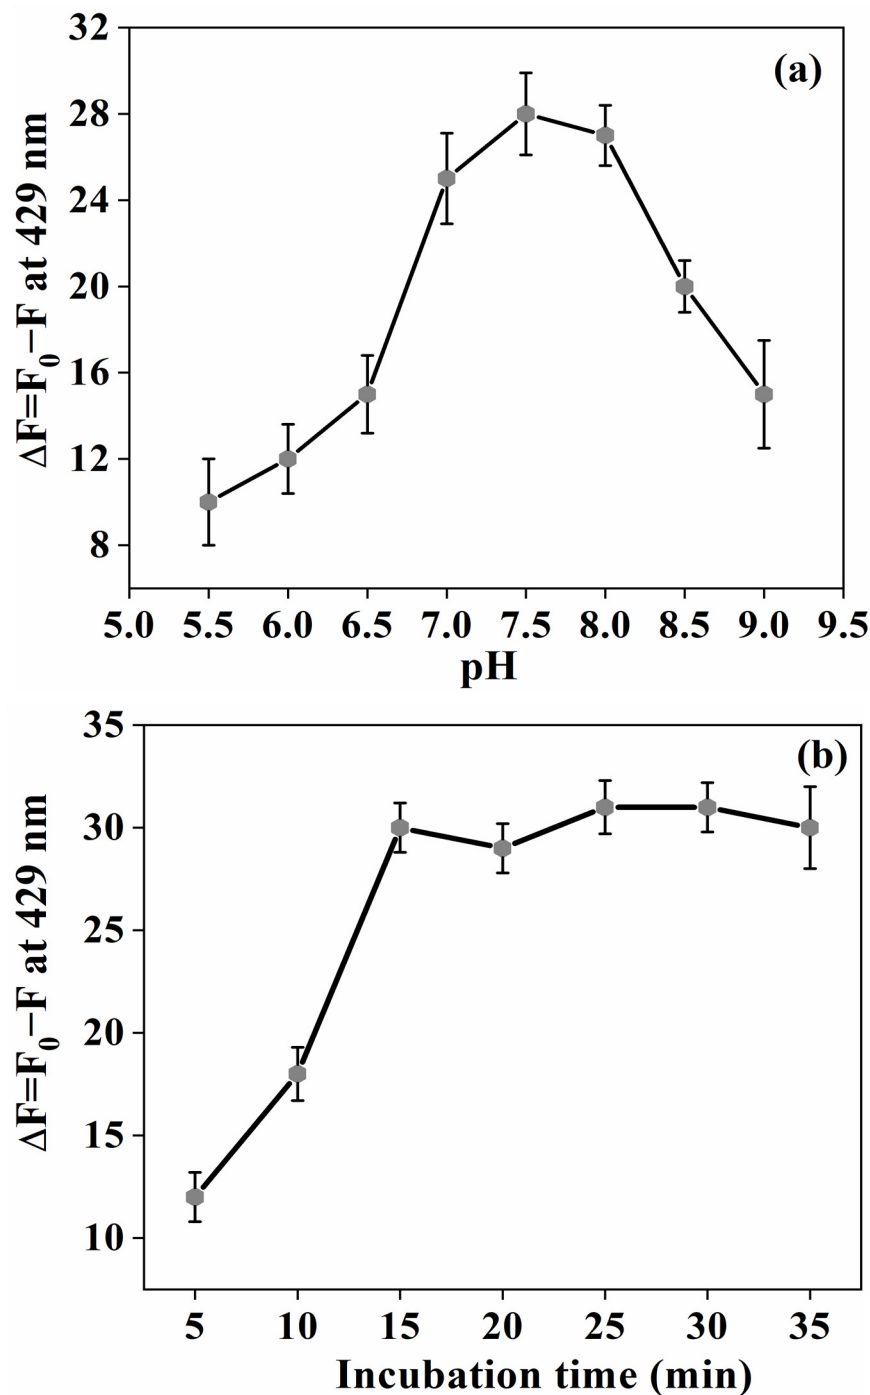 (a)
ΔF=F₀−F at 429 nm
32
28
24
20
16
12
8
5.0 5.5 6.0 6.5 7.0 7.5 8.0 8.5 9.0 9.5
pH
(b)
ΔF=F₀−F at 429 nm
35
30
25
20
15
10
5 10 15 20 25 30 35
Incubation time (min)